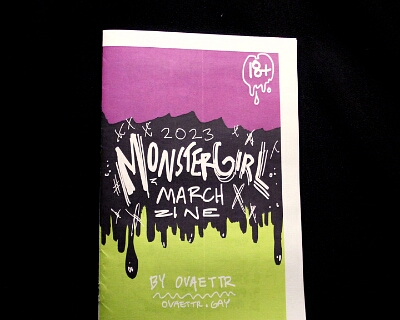 18+
2023
MONSTERGIRL
MARCH
ZINE
BY OVAETTR
OVAETTR.GAY